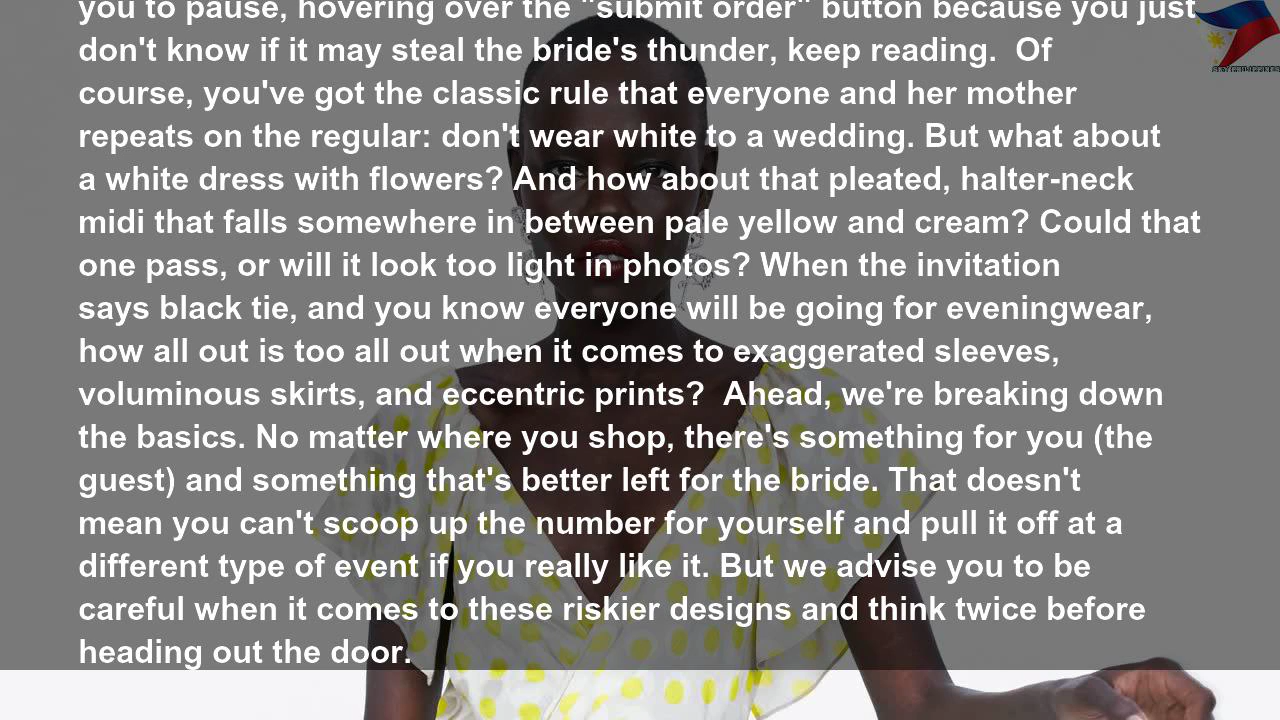 you to pause, hovering over the "submit order" button because you just
don't know if it may steal the bride's thunder, keep reading.  Of
course, you've got the classic rule that everyone and her mother
repeats on the regular: don't wear white to a wedding. But what about
a white dress with flowers? And how about that pleated, halter-neck
midi that falls somewhere in between pale yellow and cream? Could that
one pass, or will it look too light in photos? When the invitation
says black tie, and you know everyone will be going for eveningwear,
how all out is too all out when it comes to exaggerated sleeves,
voluminous skirts, and eccentric prints?  Ahead, we're breaking down
the basics. No matter where you shop, there's something for you (the
guest) and something that's better left for the bride. That doesn't
mean you can't scoop up the number for yourself and pull it off at a
different type of event if you really like it. But we advise you to be
careful when it comes to these riskier designs and think twice before
heading out the door.